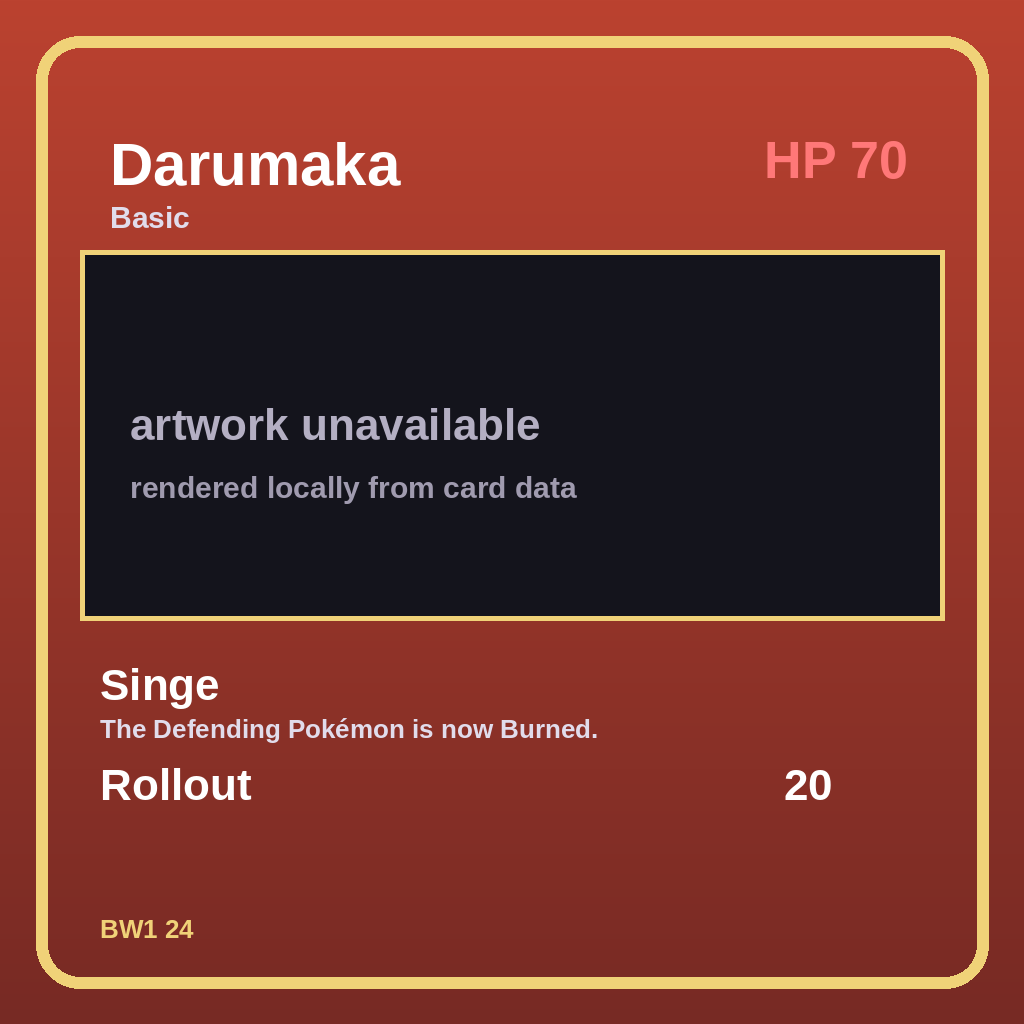 Darumaka
HP 70
Basic
artwork unavailable
rendered locally from card data
Singe
The Defending Pokémon is now Burned.
Rollout 20
BW1 24